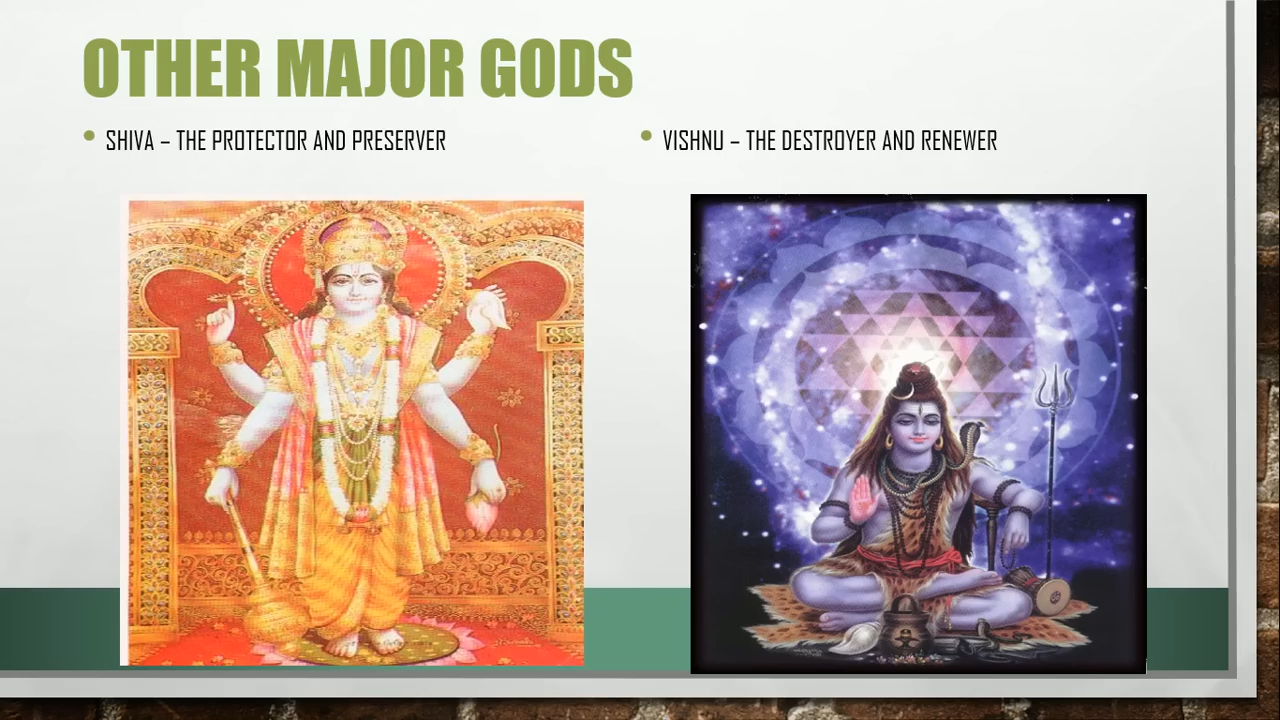 OTHER MAJOR GODS
• SHIVA – THE PROTECTOR AND PRESERVER
• VISHNU – THE DESTROYER AND RENEWER